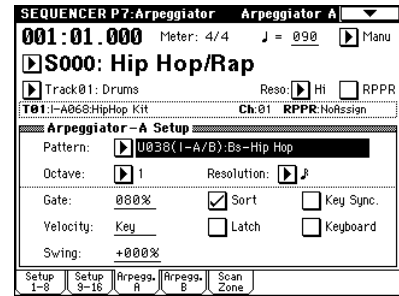 SEQUENCER P7:Arpeggiator Arpeggiator A
001:01.000 Meter: 4/4 ♩= 090 Manu
S000: Hip Hop/Rap
Track01: Drums Reso: Hi RPPR
T01:I-A068:HipHop Kit Ch:01 RPPR:NoAssign
Arpeggiator-A Setup
Pattern: U038(I-A/B):Bs-Hip Hop
Octave: 1 Resolution: ♪
Gate: 080% Sort Key Sync.
Velocity: Key Latch Keyboard
Swing: +000%
Setup 1-8 Setup 9-16 Arpegg. A Arpegg. B Scan Zone